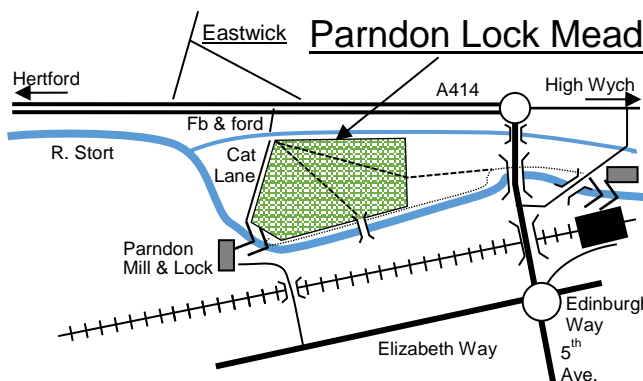 Eastwick
Parndon Lock Mead
Hertford
A414
High Wych
Fb & ford
R. Stort
Cat
Lane
Parndon
Mill & Lock
Edinburgh
Way
Elizabeth Way
5th
Ave.